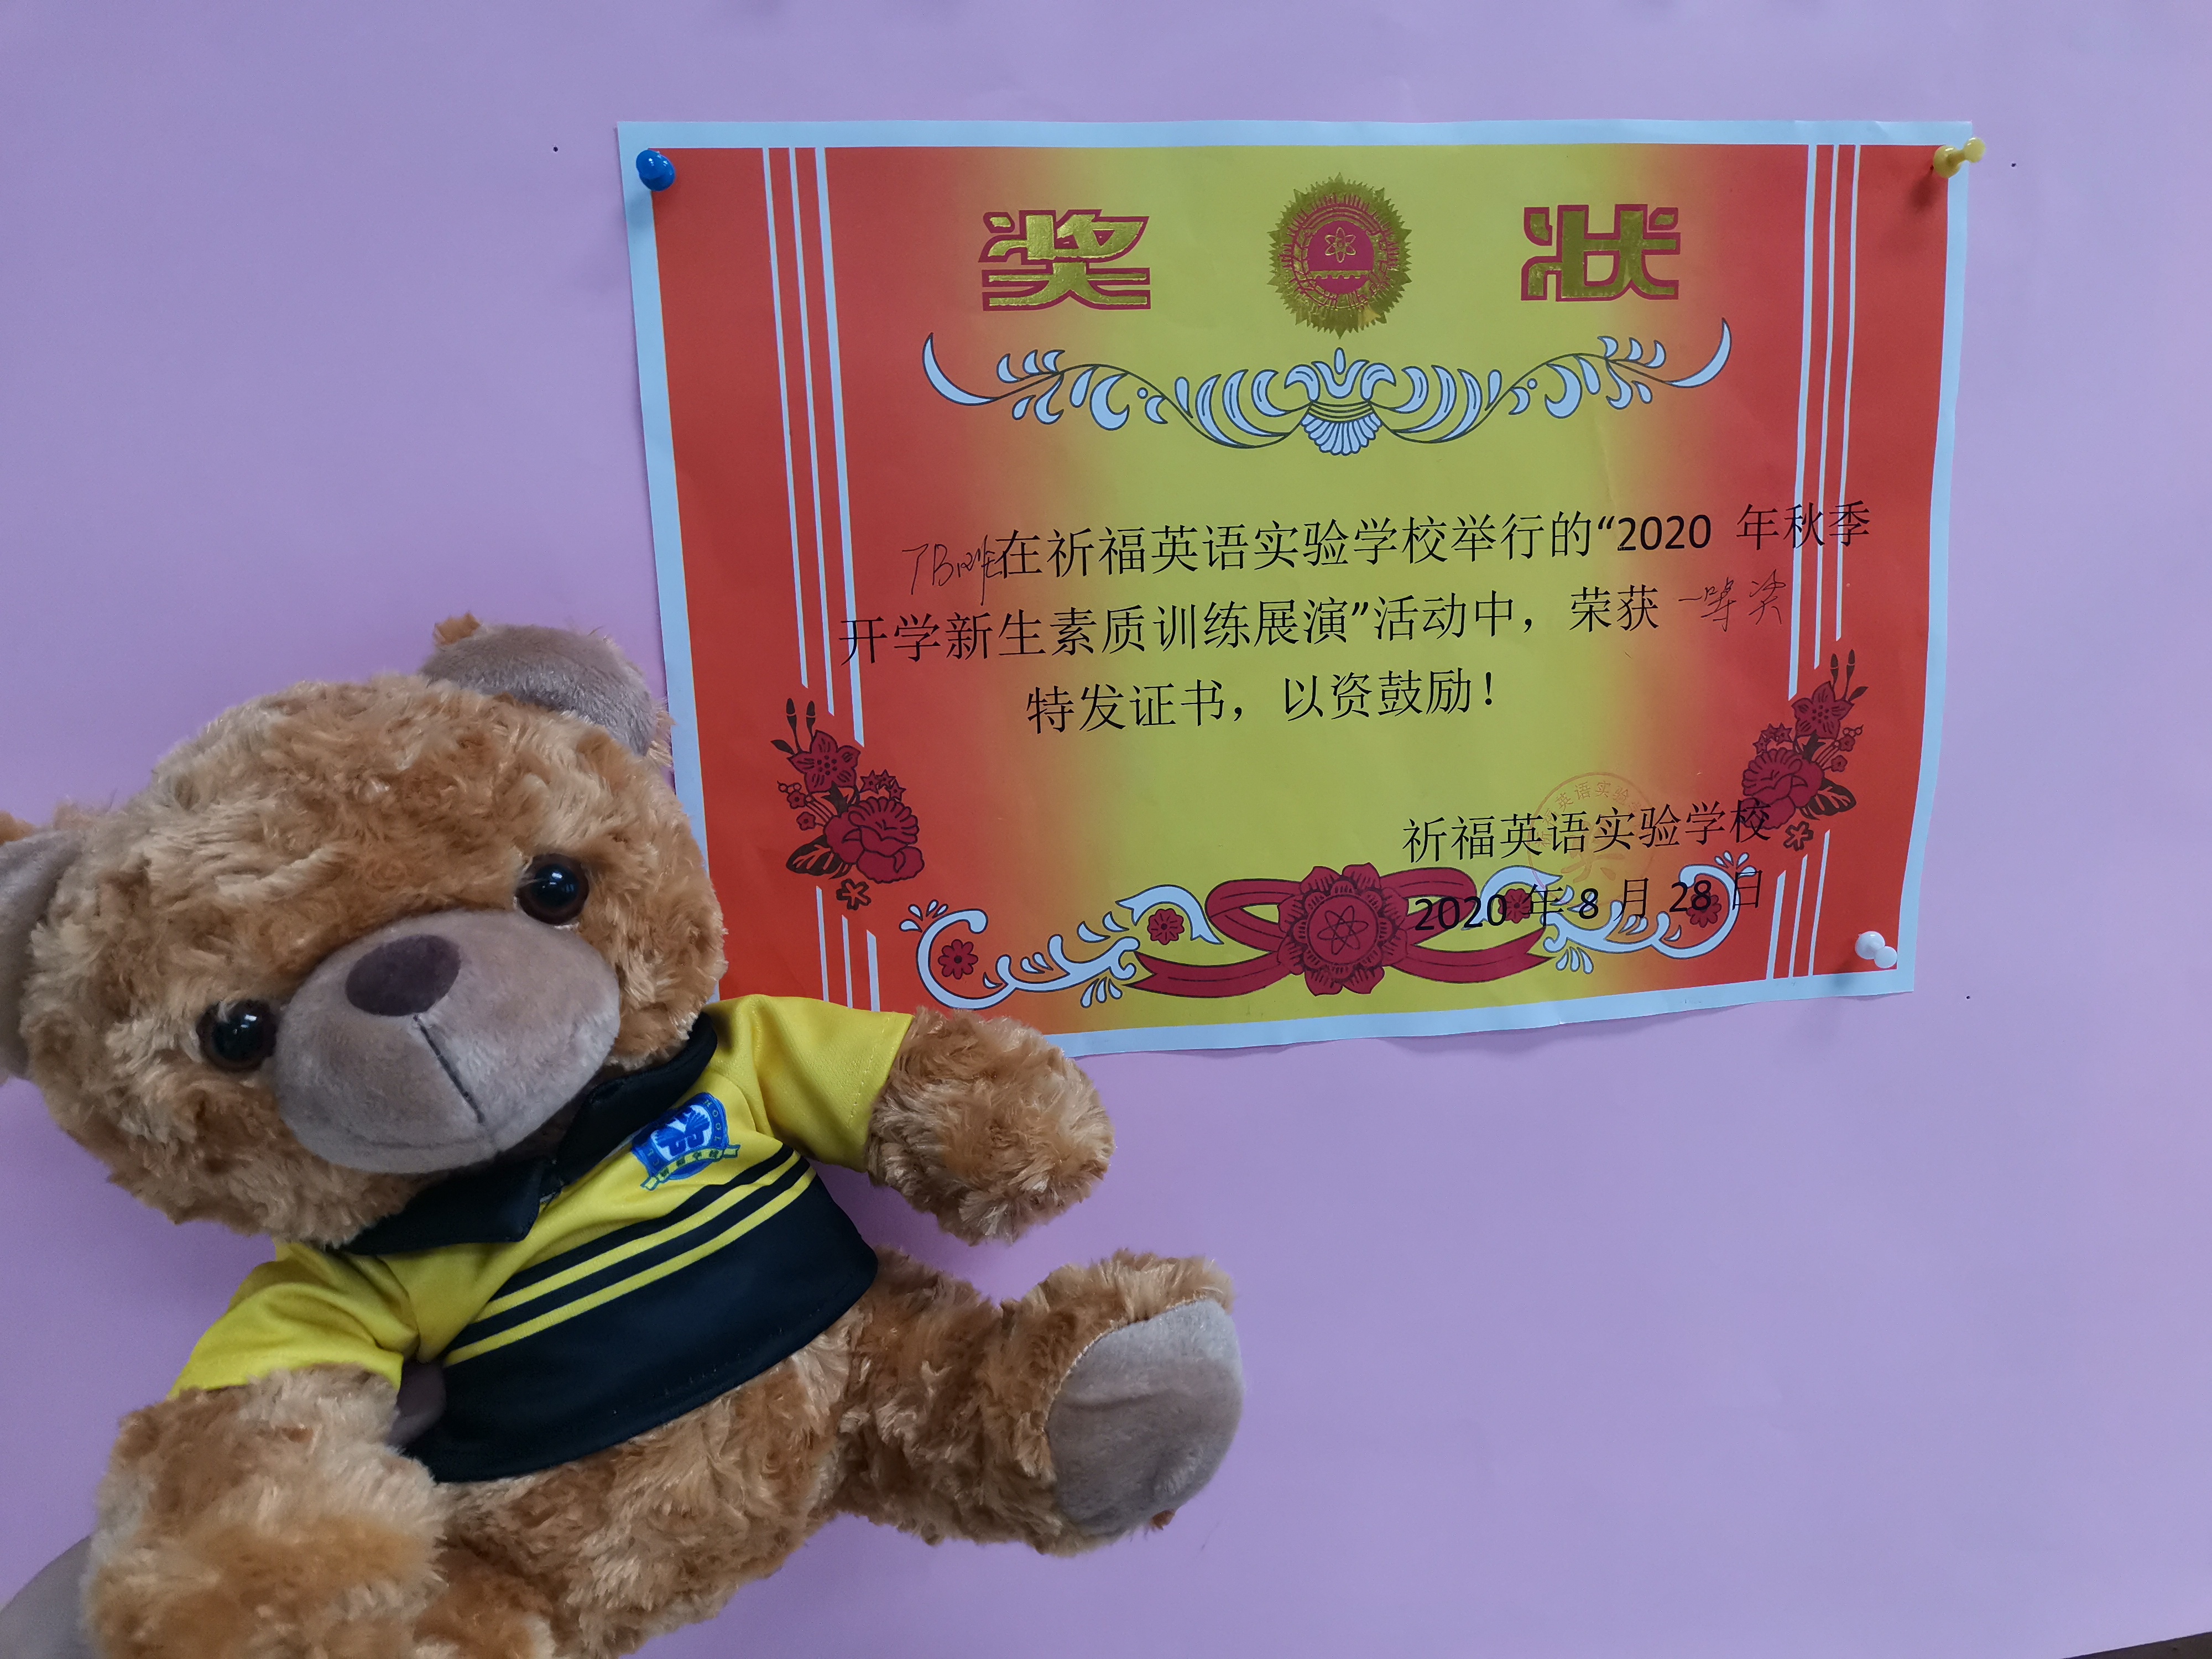 奖 状
7B班在祈福英语实验学校举行的“2020 年秋季
开学新生素质训练展演”活动中，荣获 一等奖
特发证书，以资鼓励！
祈福英语实验学校
2020 年 8 月 28 日